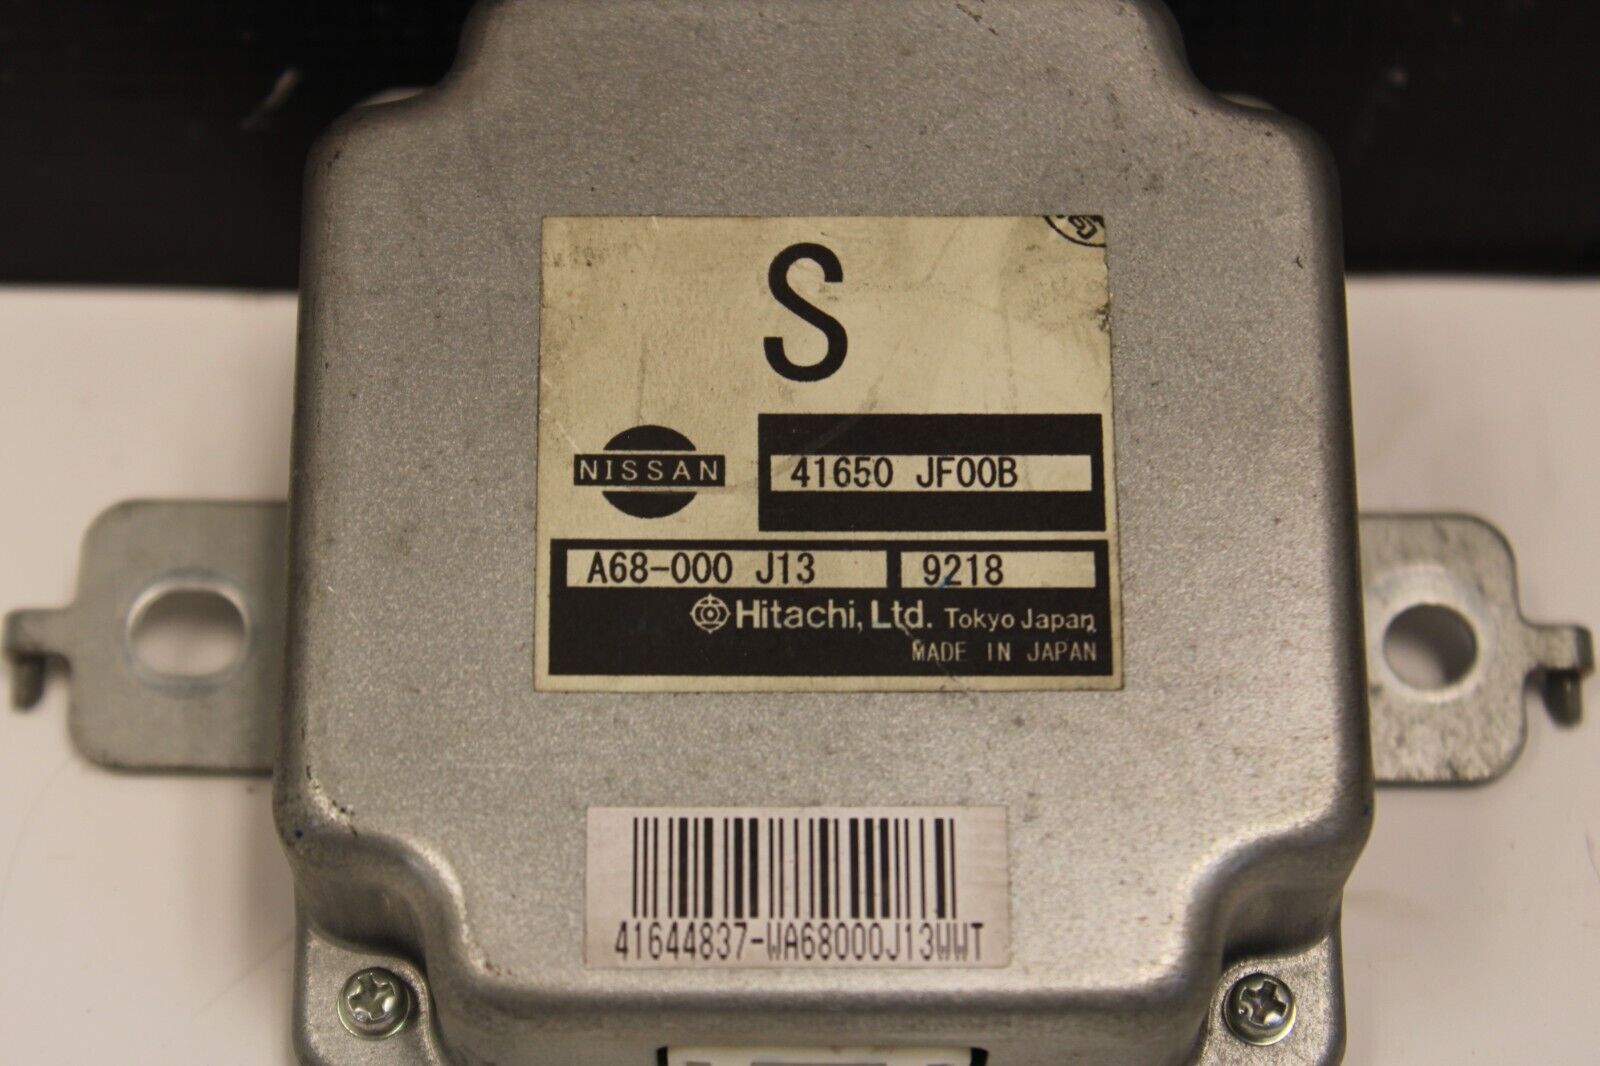 S
NISSAN
41650 JF00B
A68-000 J13
9218
Hitachi, Ltd. Tokyo Japan
MADE IN JAPAN
41644837-WA68000J13WWT